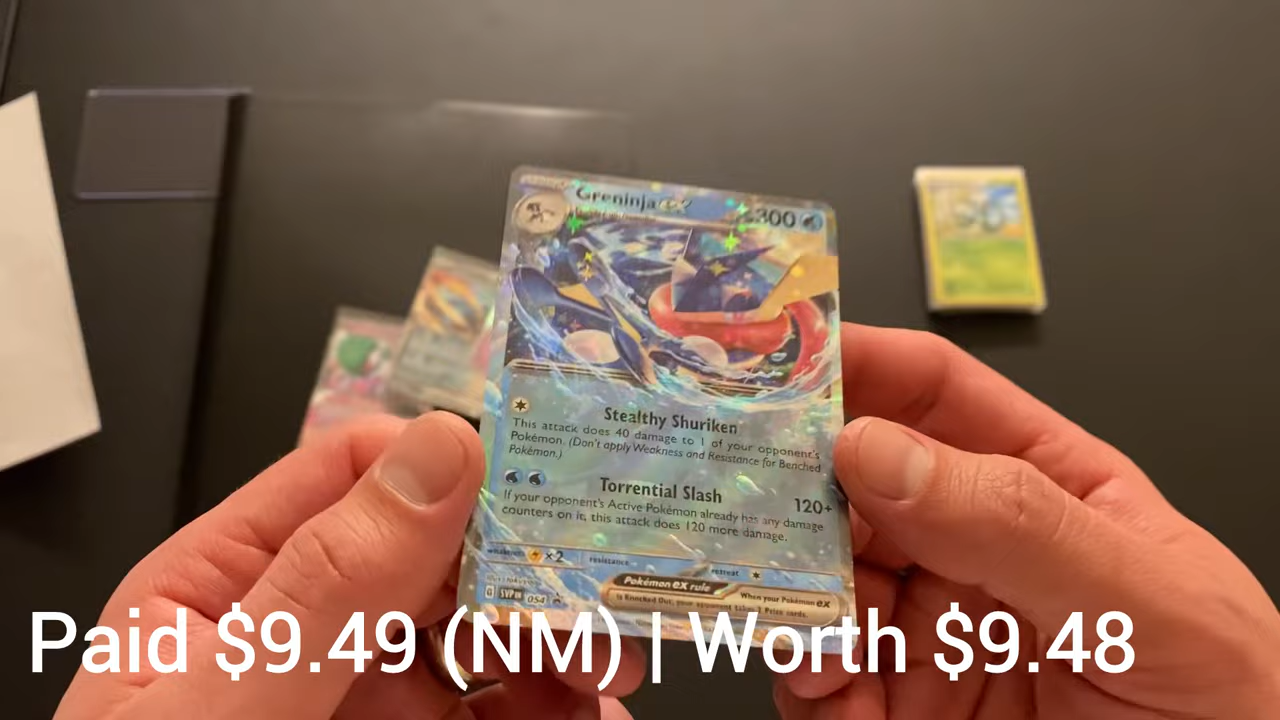 Greninja ex
300
Stealthy Shuriken
This attack does 40 damage to 1 of your opponent's
Pokémon. (Don't apply Weakness and Resistance for Benched
Pokémon.)
Torrential Slash 120+
If your opponent's Active Pokémon already has any damage
counters on it, this attack does 120 more damage.
weakness ×2 resistance retreat
Pokémon ex rule When your Pokémon ex
is Knocked Out, your opponent takes 2 Prize cards.
G SVP EN 054
Paid $9.49 (NM) | Worth $9.48